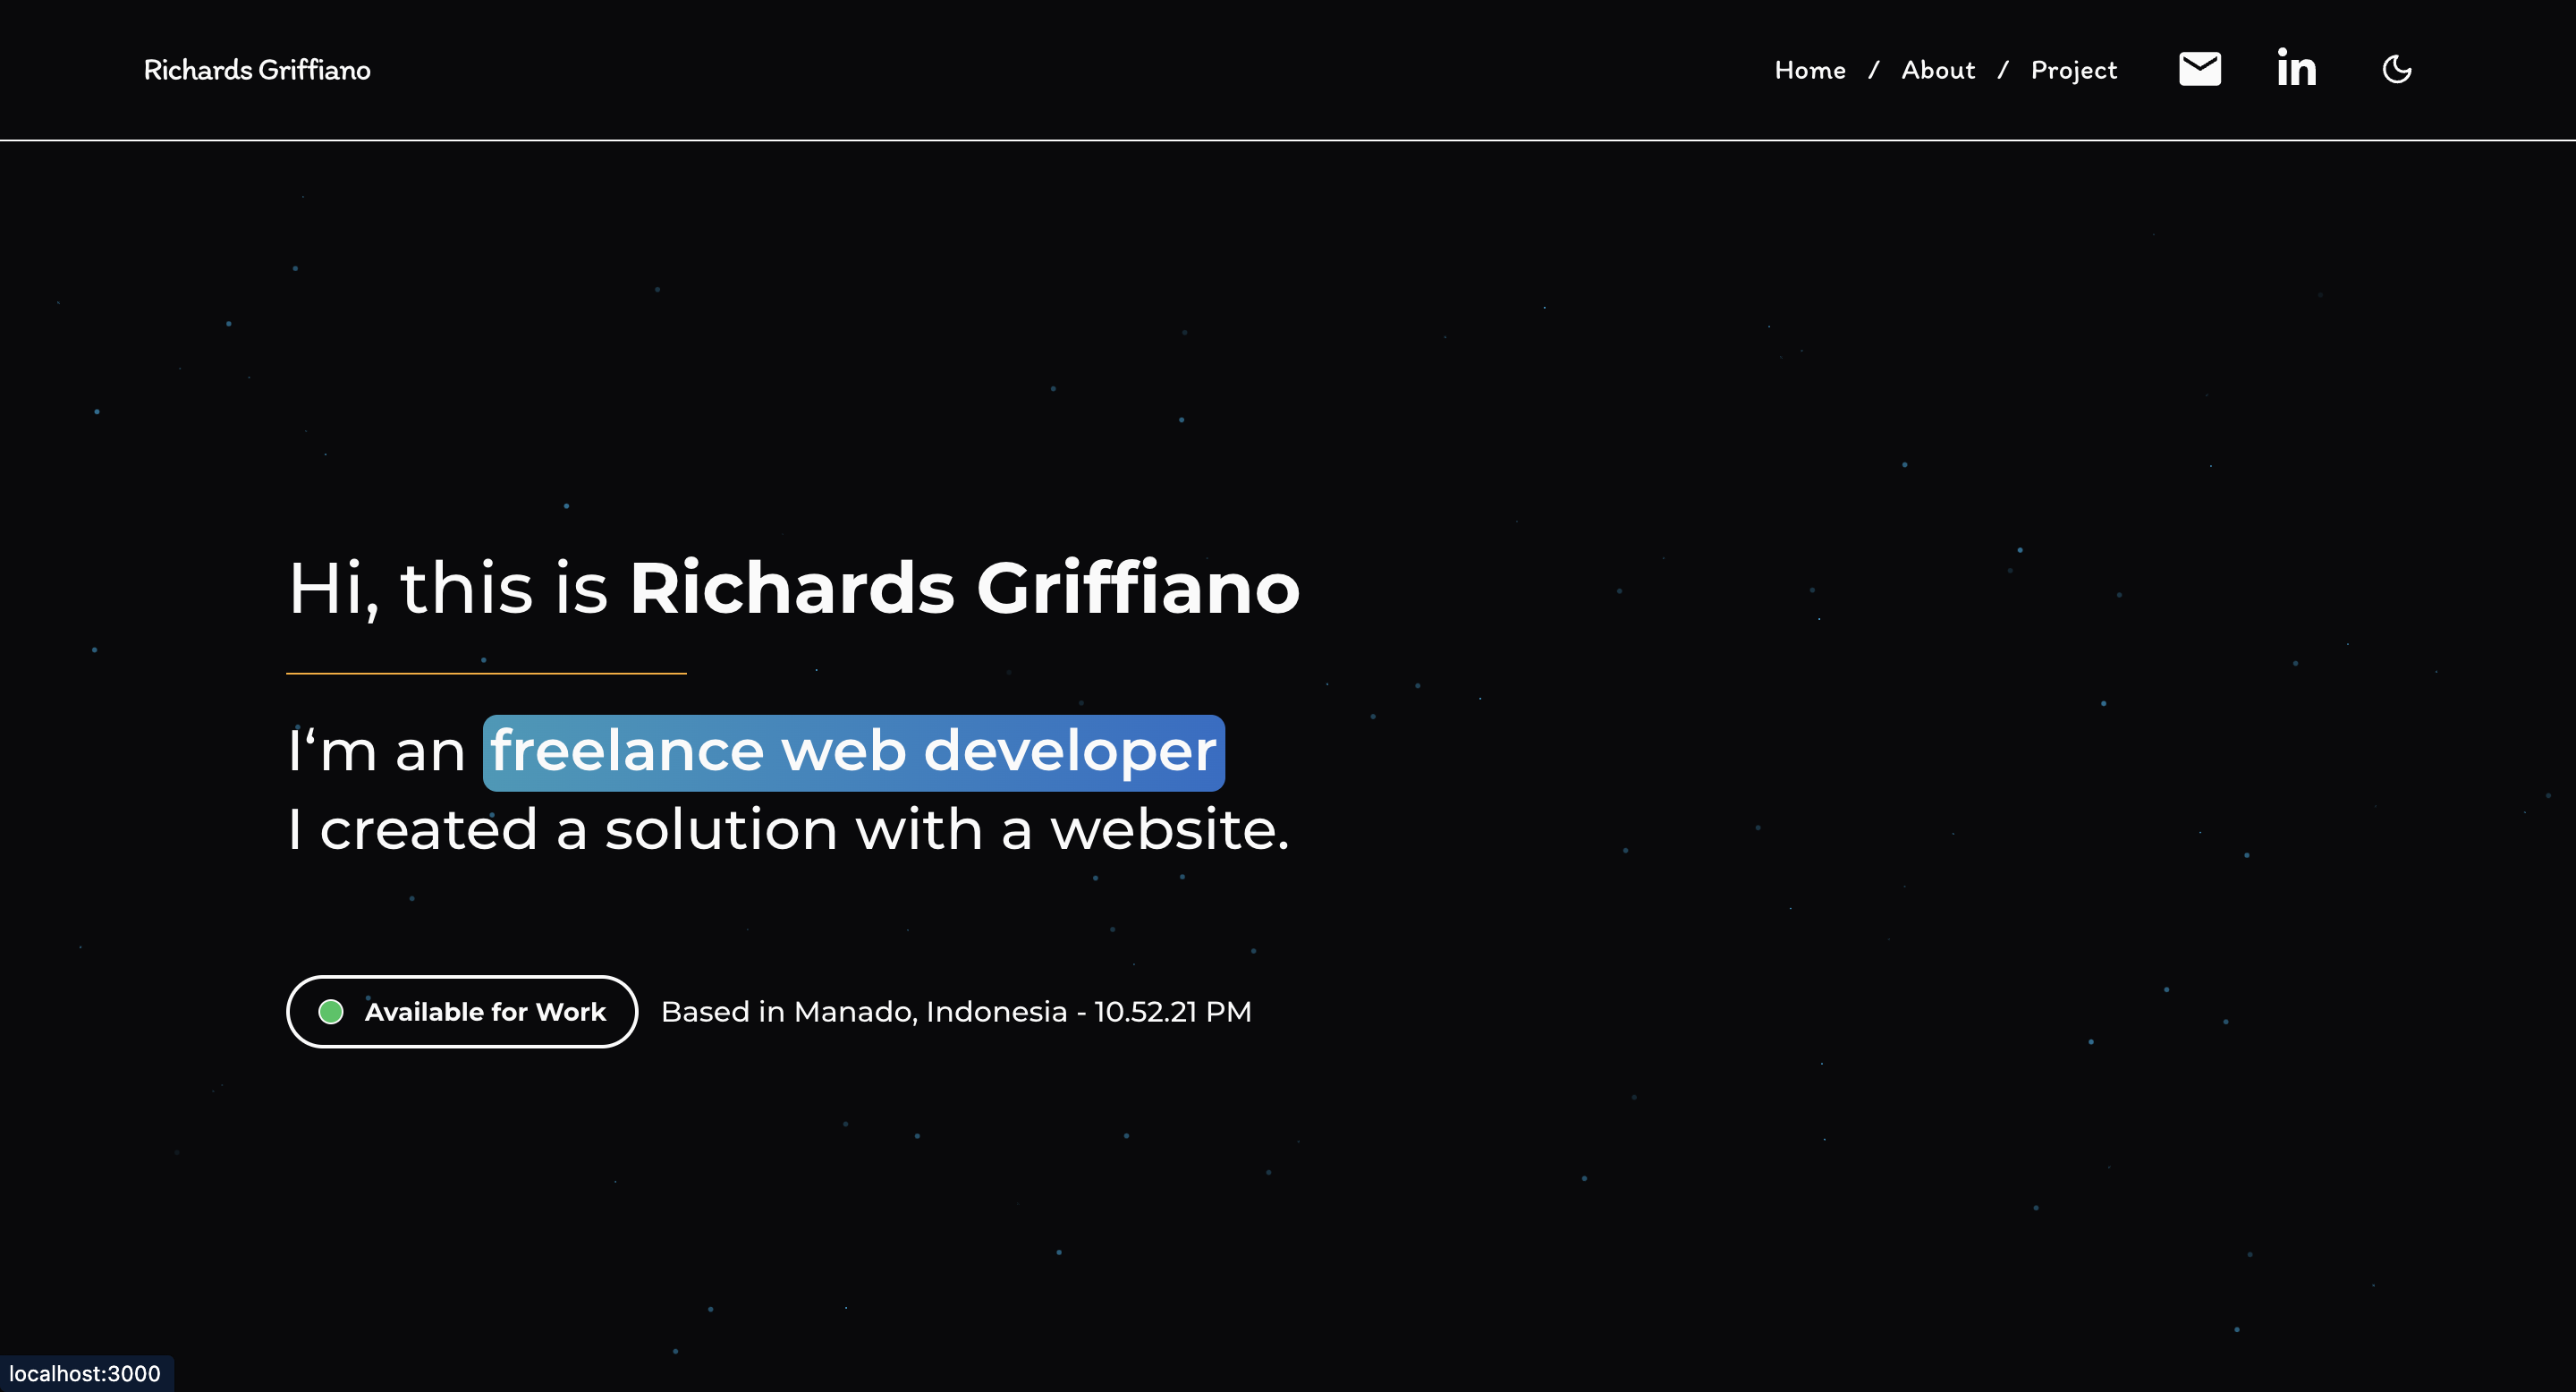 Richards Griffiano
Home / About / Project
in
Hi, this is Richards Griffiano
I‘m an freelance web developer
I created a solution with a website.
Available for Work
Based in Manado, Indonesia - 10.52.21 PM
localhost:3000